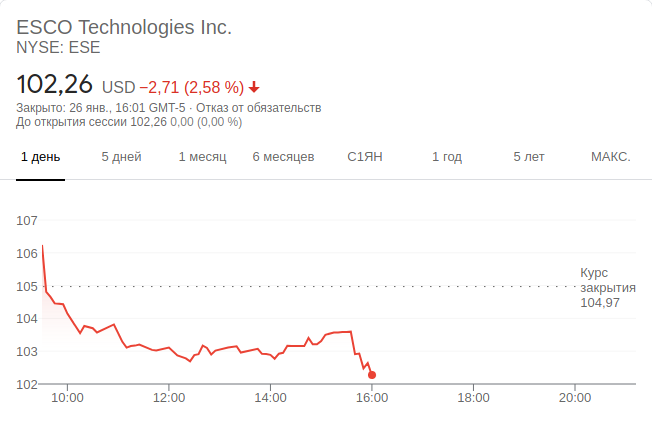 ESCO Technologies Inc.
NYSE: ESE
102,26 USD −2,71 (2,58 %)
Закрыто: 26 янв., 16:01 GMT-5 · Отказ от обязательств
До открытия сессии 102,26 0,00 (0,00 %)
1 день 5 дней 1 месяц 6 месяцев С1ЯН 1 год 5 лет МАКС.
107
106
Курс
105 закрытия
104,97
104
103
102
10:00 12:00 14:00 16:00 18:00 20:00